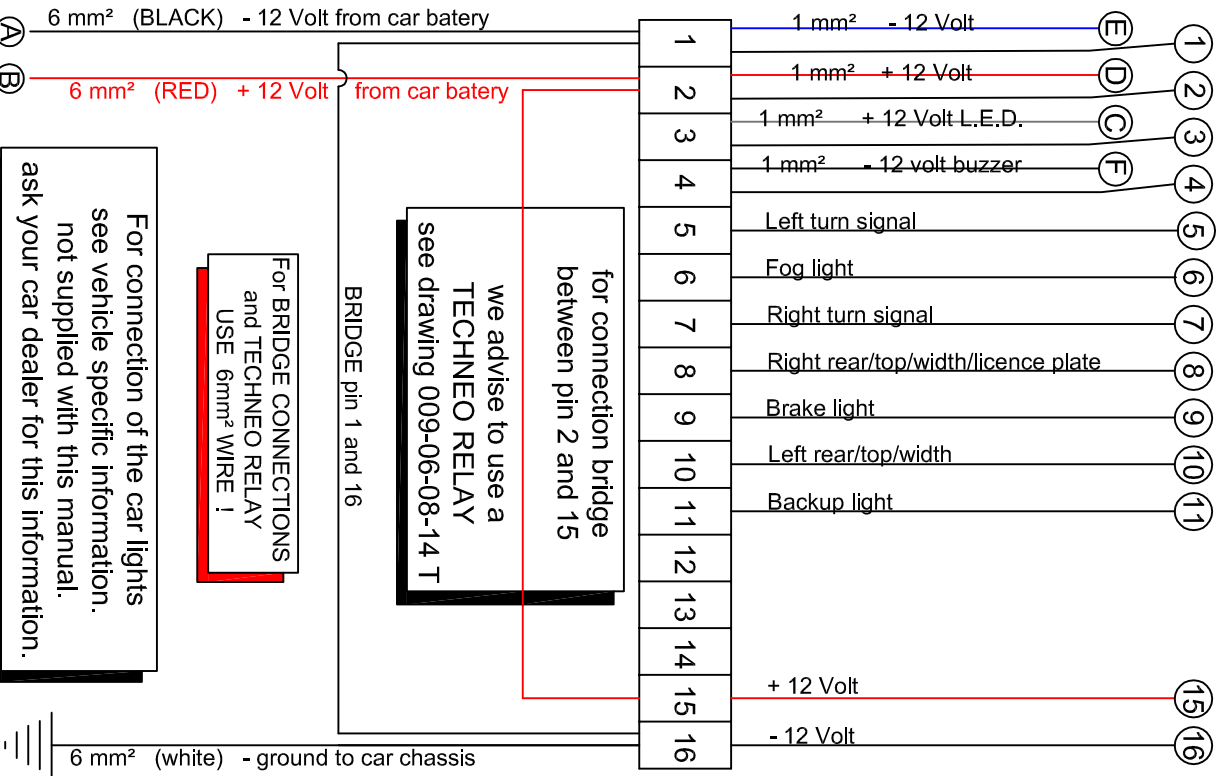 A
6 mm² (BLACK) - 12 Volt from car batery
B
6 mm² (RED) + 12 Volt from car batery
1
2
3
4
5
6
7
8
9
10
11
12
13
14
15
16
1 mm² - 12 Volt
E
1
1 mm² + 12 Volt
D
2
1 mm² + 12 Volt L.E.D.
C
3
1 mm² - 12 volt buzzer
F
4
Left turn signal
5
Fog light
6
Right turn signal
7
Right rear/top/width/licence plate
8
Brake light
9
Left rear/top/width
10
Backup light
11
+ 12 Volt
15
- 12 Volt
16
for connection bridge
between pin 2 and 15
we advise to use a
TECHNEO RELAY
see drawing 009-06-08-14 T
BRIDGE pin 1 and 16
For BRIDGE CONNECTIONS
and TECHNEO RELAY
USE 6mm² WIRE !
For connection of the car lights
see vehicle specific information.
not supplied with this manual.
ask your car dealer for this information.
6 mm² (white) - ground to car chassis